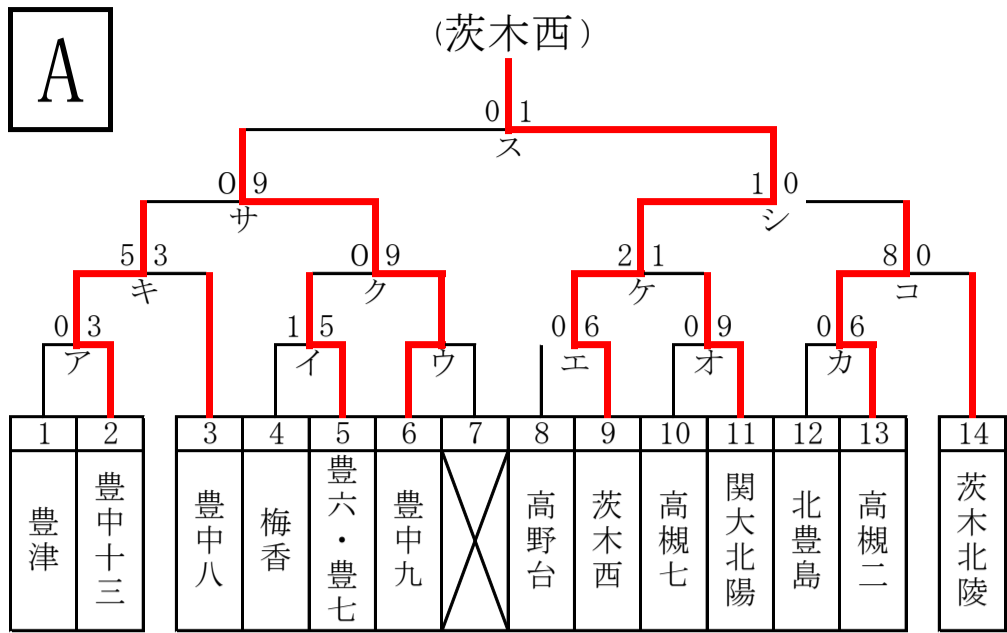 A
(茨木西)
0 1
ス
0 9
サ
1 0
シ
5 3
キ
0 9
ク
2 1
ケ
8 0
コ
0 3
ア
1 5
イ
ウ
0 6
エ
0 9
オ
0 6
カ
1 2 3 4 5 6 7 8 9 10 11 12 13 14
豊津
豊中十三
豊中八
梅香
豊六・豊七
豊中九
高野台
茨木西
高槻七
関大北陽
北豊島
高槻二
茨木北陵